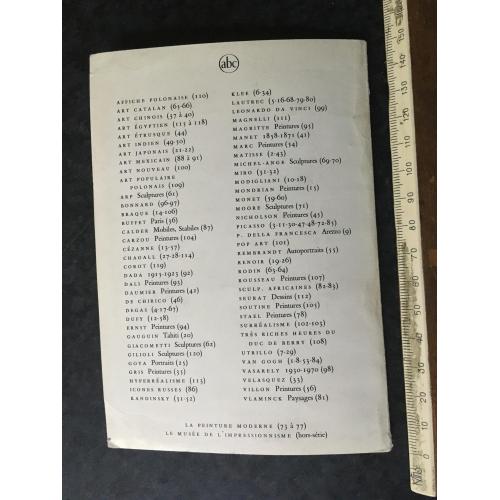 abc
AFFICHE POLONAISE (110)
ART CATALAN (65-66)
ART CHINOIS (37 à 40)
ART ÉGYPTIEN (115 à 118)
ART ÉTRUSQUE (44)
ART INDIEN (49-50)
ART JAPONAIS (21-22)
ART MEXICAIN (88 à 91)
ART NOUVEAU (100)
ART POPULAIRE
POLONAIS (109)
ARP Sculptures (61)
BONNARD (96-97)
BRAQUE (14-106)
BUFFET Paris (36)
CALDER Mobiles, Stabiles (87)
CARZOU Peintures (104)
CÉZANNE (13-57)
CHAGALL (27-28-114)
COROT (119)
DADA 1915-1923 (92)
DALI Peintures (93)
DAUMIER Peintures (42)
DE CHIRICO (46)
DEGAS (4-17-67)
DUFY (12-58)
ERNST Peintures (94)
GAUGUIN Tahiti (20)
GIACOMETTI Sculptures (62)
GILIOLI Sculptures (120)
GOYA Portraits (25)
GRIS Peintures (35)
HYPERRÉALISME (113)
ICONES RUSSES (86)
KANDINSKY (51-52)
KLEE (6-34)
LAUTREC (5-16-68-79-80)
LEONARDO DA VINCI (99)
MAGNELLI (111)
MAGRITTE Peintures (95)
MANET 1858-1871 (41)
MARC Peintures (54)
MATISSE (2-43)
MICHEL-ANGE Sculptures (69-70)
MIRO (31-32)
MODIGLIANI (10-18)
MONDRIAN Peintures (15)
MONET (59-60)
MOORE Sculptures (71)
NICHOLSON Peintures (45)
PICASSO (3-11-30-47-48-72-85)
P. DELLA FRANCESCA Arezzo (9)
POP ART (101)
REMBRANDT Autoportraits (55)
RENOIR (19-26)
RODIN (63-64)
ROUSSEAU Peintures (107)
SCULP. AFRICAINES (82-83)
SEURAT Dessins (112)
SOUTINE Peintures (105)
STAEL Peintures (78)
SURRÉALISME (102-103)
TRÈS RICHES HEURES DU
DUC DE BERRY (108)
UTRILLO (7-29)
VAN GOGH (1-8-53-84)
VASARELY 1930-1970 (98)
VELASQUEZ (33)
VILLON Peintures (56)
VLAMINCK Paysages (81)
LA PEINTURE MODERNE (73 à 77)
LE MUSÉE DE L'IMPRESSIONNISME (hors-série)